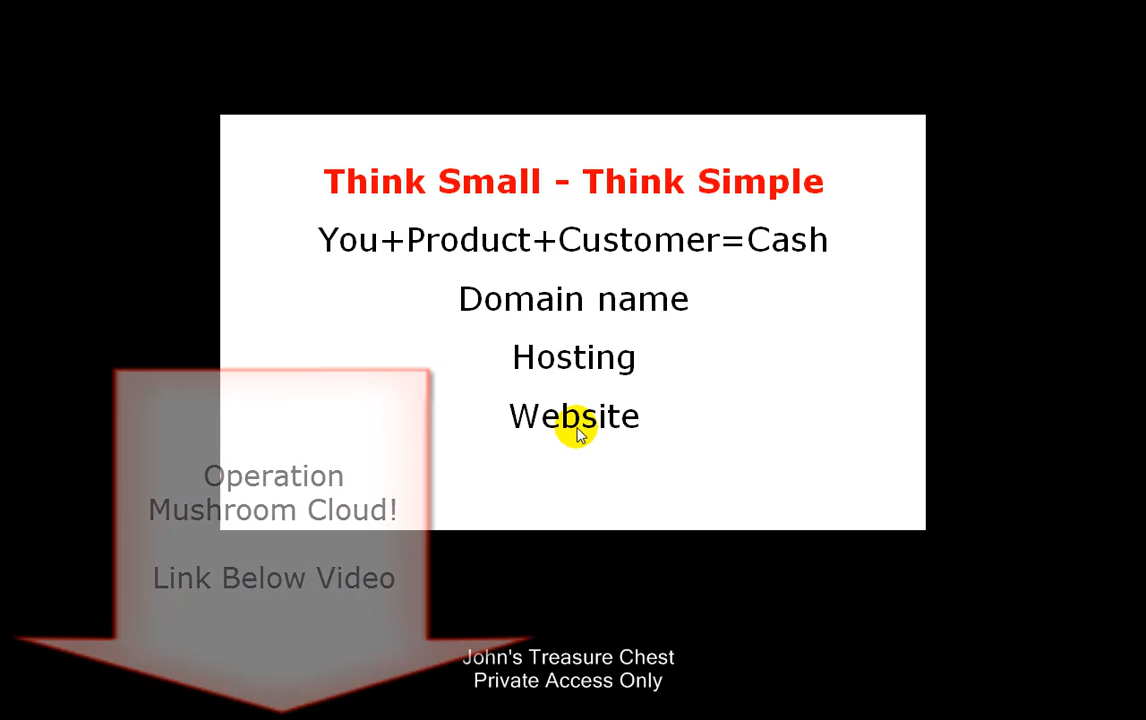 Think Small - Think Simple
You+Product+Customer=Cash
Domain name
Hosting
Website
Operation
Mushroom Cloud!
Link Below Video
John's Treasure Chest
Private Access Only